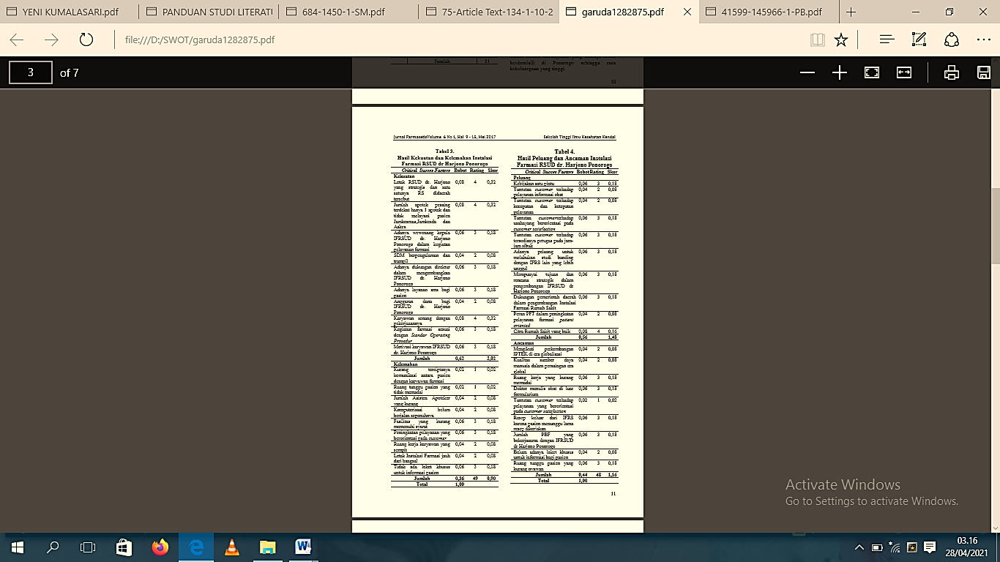 YENI KUMALASARI.pdf
PANDUAN STUDI LITERATU
684-1450-1-SM.pdf
75-Article Text-134-1-10-2
garuda1282875.pdf
41599-145966-1-PB.pdf
file:///D:/SWOT/garuda1282875.pdf
3 of 7
Jumlah 31
berdomisili di Ponorogo sehingga rasa
kekeluargaan yang tinggi.
10
Jurnal Farmasetis Volume 6 No 1, Hal 9 - 15, Mei 2017
Sekolah Tinggi Ilmu Kesehatan Kendal
Tabel 3.
Hasil Kekuatan dan Kelemahan Instalasi
Farmasi RSUD dr Harjono Ponorogo
Critical Succes Factors Bobot Rating Skor
Kekuatan
Letak RSUD dr. Harjono 0,08 4 0,32
yang strategis dan satu
satunya RS didaerah
tersebut
Jumlah apotek pesaing 0,08 4 0,32
terdekat hanya 1 apotek dan
tidak melayani pasien
Jamkesmas,Jamkesda dan
Askes.
Adanya wewenang kepala 0,06 3 0,18
IFRSUD dr. Harjono
Ponorogo dalam kegiatan
pelayanan farmasi
SDM berpengalaman dan 0,04 2 0,08
trampil
Adanya dukungan direktur 0,06 3 0,18
dalam mengembangkan
IFRSUD dr. Harjono
Ponorogo
Adanya layanan sms bagi 0,06 3 0,18
pasien
Anggaran dana bagi 0,04 2 0,08
IFRSUD dr. Harjono
Ponorogo
Karyawan senang dengan 0,08 4 0,32
pekerjaannya
Kegiatan farmasi sesuai 0,06 3 0,18
dengan Standar Operating
Prosedur
Motivasi karyawan IFRSUD 0,06 3 0,18
dr. Harjono Ponorogo
Jumlah 0,62 2,02
Kelemahan
Kurang terciptanya 0,02 1 0,02
komunikasi antara pasien
dengan karyawan farmasi
Ruang tunggu pasien yang 0,02 1 0,02
tidak memadai
Jumlah Asisten Apoteker 0,04 2 0,08
yang kurang
Komputerisasi belum 0,04 2 0,08
berjalan sepenuhnya
Fasilitas yang kurang 0,06 3 0,18
memenuhi syarat
Peningkatan pelayanan yang 0,06 3 0,18
berorientasi pada customer
Ruang kerja karyawan yang 0,04 2 0,08
sempit
Letak Instalasi Farmasi jauh 0,04 2 0,08
dari bangsal
Tidak ada loket khusus 0,06 3 0,18
untuk informasi pasien
Jumlah 0,36 49 0,90
Total 1,00
Tabel 4.
Hasil Peluang dan Ancaman Instalasi
Farmasi RSUD dr. Harjono Ponorogo
Critical Succes Factors Bobot Rating Skor
Peluang
Kebijakan satu pintu 0,06 3 0,18
Tuntutan customer terhadap 0,04 2 0,08
pelayanan informasi obat
Tuntutan customer terhadap 0,04 2 0,08
kecepatan dan ketepatan
pelayanan
Tuntutan customerterhadap 0,06 3 0,18
usahayang berorientasi pada
customer satisfaction
Tuntutan customer terhadap 0,06 3 0,18
tersedianya petugas pada jam-
jam sibuk
Adanya peluang untuk 0,06 3 0,18
melakukan studi banding
dengan IFRS lain yang lebih
unggul
Mempunyai tujuan dan 0,06 3 0,18
rencana strategik dalam
pengembangan IFRSUD dr
Harjono Ponorogo
Dukungan pemerintah daerah 0,06 3 0,18
dalam pengembangan Instalasi
Farmasi Rumah Sakit
Peran PFT dalam peningkatan 0,04 2 0,08
pelayanan farmasi patient
oriented
Citra Rumah Sakit yang baik 0,08 4 0,16
Jumlah 0,56 1,48
Ancaman
Mengikuti perkembangan 0,04 2 0,08
IPTEK di era globalisasi
Kualitas sumber daya 0,04 2 0,08
manusia dalam persaingan era
global
Ruang kerja yang kurang 0,06 3 0,18
memadai
Dokter menulis obat di luar 0,06 3 0,18
formularium
Tuntutan customer terhadap 0,02 1 0,02
pelayanan yang berorientasi
pada customer satisfaction
Resep keluar dari IFRS 0,06 3 0,18
karena pasien menunggu lama
resep dikerjakan
Jumlah PBF yang 0,06 3 0,18
bekerjasama dengan IFRSUD
dr Harjono Ponorogo
Belum adanya loket khusus 0,04 2 0,08
untuk informasi bagi pasien
Ruang tunggu pasien yang 0,06 3 0,18
kurang nyaman
Jumlah 0,44 48 1,16
Total 1,00
11
Activate Windows
Go to Settings to activate Windows.
03.16
28/04/2021